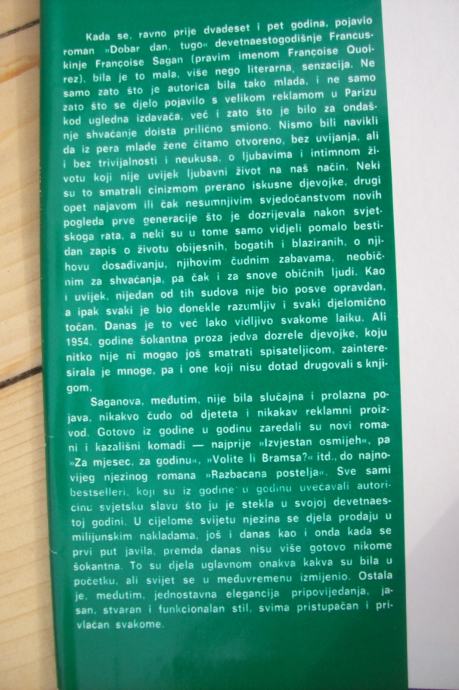 Kada se, ravno prije dvadeset i pet godina, pojavio
roman »Dobar dan, tugo« devetnaestogodišnje Francus-
kinje Françoise Sagan (pravim imenom Françoise Quoi-
rez), bila je to mala, više nego literarna, senzacija. Ne
samo zato što je autorica bila tako mlada, i ne samo
zato što se djelo pojavilo s velikom reklamom u Parizu
kod ugledna izdavača, već i zato što je bilo za ondaš-
nje shvaćanje doista prilično smiono. Nismo bili navikli
da iz pera mlade žene čitamo otvoreno, bez uvijanja, ali
i bez trivijalnosti i neukusa, o ljubavima i intimnom ži-
votu koji nije uvijek ljubavni život na naš način. Neki
su to smatrali cinizmom prerano iskusne djevojke, drugi
opet najavom ili čak nesumnjivim svjedočanstvom novih
pogleda prve generacije što je dozrijevala nakon svjet-
skoga rata, a neki su u tome samo vidjeli pomalo besti-
dan zapis o životu obijesnih, bogatih i blaziranih, o nji-
hovu dosađivanju, njihovim čudnim zabavama, neobič-
nim za shvaćanja, pa čak i za snove običnih ljudi. Kao
i uvijek, nijedan od tih sudova nije bio posve opravdan,
a ipak svaki je bio donekle razumljiv i svaki djelomično
točan. Danas je to već lako vidljivo svakome laiku. Ali
1954. godine šokantna proza jedva dozrele djevojke, koju
nitko nije ni mogao još smatrati spisateljicom, zaintere-
sirala je mnoge, pa i one koji nisu dotad drugovali s knji-
gom.
Saganova, međutim, nije bila slučajna i prolazna po-
java, nikakvo čudo od djeteta i nikakav reklamni proiz-
vod. Gotovo iz godine u godinu zaredali su novi roma-
ni i kazališni komadi — najprije »Izvjestan osmijeh«, pa
»Za mjesec, za godinu«, »Volite li Bramsa?« itd., do najno-
vijeg njezinog romana »Razbacana postelja«. Sve sami
bestselleri, koji su iz godine u godinu uvećavali autori-
činu svjetsku slavu što ju je stekla u svojoj devetnaes-
toj godini. U cijelome svijetu njezina se djela prodaju u
milijunskim nakladama, još i danas kao i onda kada se
prvi put javila, premda danas nisu više gotovo nikome
šokantna. To su djela uglavnom onakva kakva su bila u
početku, ali svijet se u međuvremenu izmijenio. Ostala
je, međutim, jednostavna elegancija pripovijedanja, ja-
san, stvaran i funkcionalan stil, svima pristupačan i pri-
vlačan svakome.